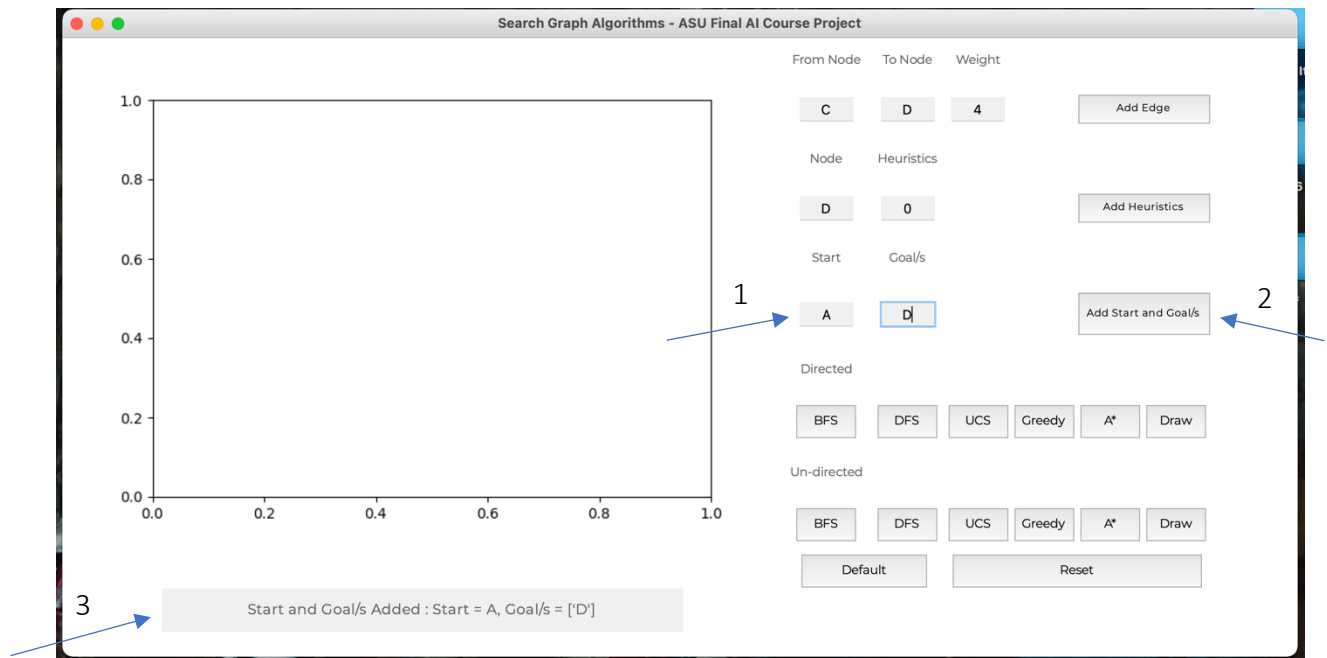 Search Graph Algorithms - ASU Final AI Course Project
From Node To Node Weight
1.0
C D 4 Add Edge
Node Heuristics
0.8
D 0 Add Heuristics
0.6
Start Goal/s
1
2
A D Add Start and Goal/s
0.4
Directed
0.2
BFS DFS UCS Greedy A* Draw
Un-directed
0.0
0.0 0.2 0.4 0.6 0.8 1.0
BFS DFS UCS Greedy A* Draw
Default Reset
3
Start and Goal/s Added : Start = A, Goal/s = ['D']